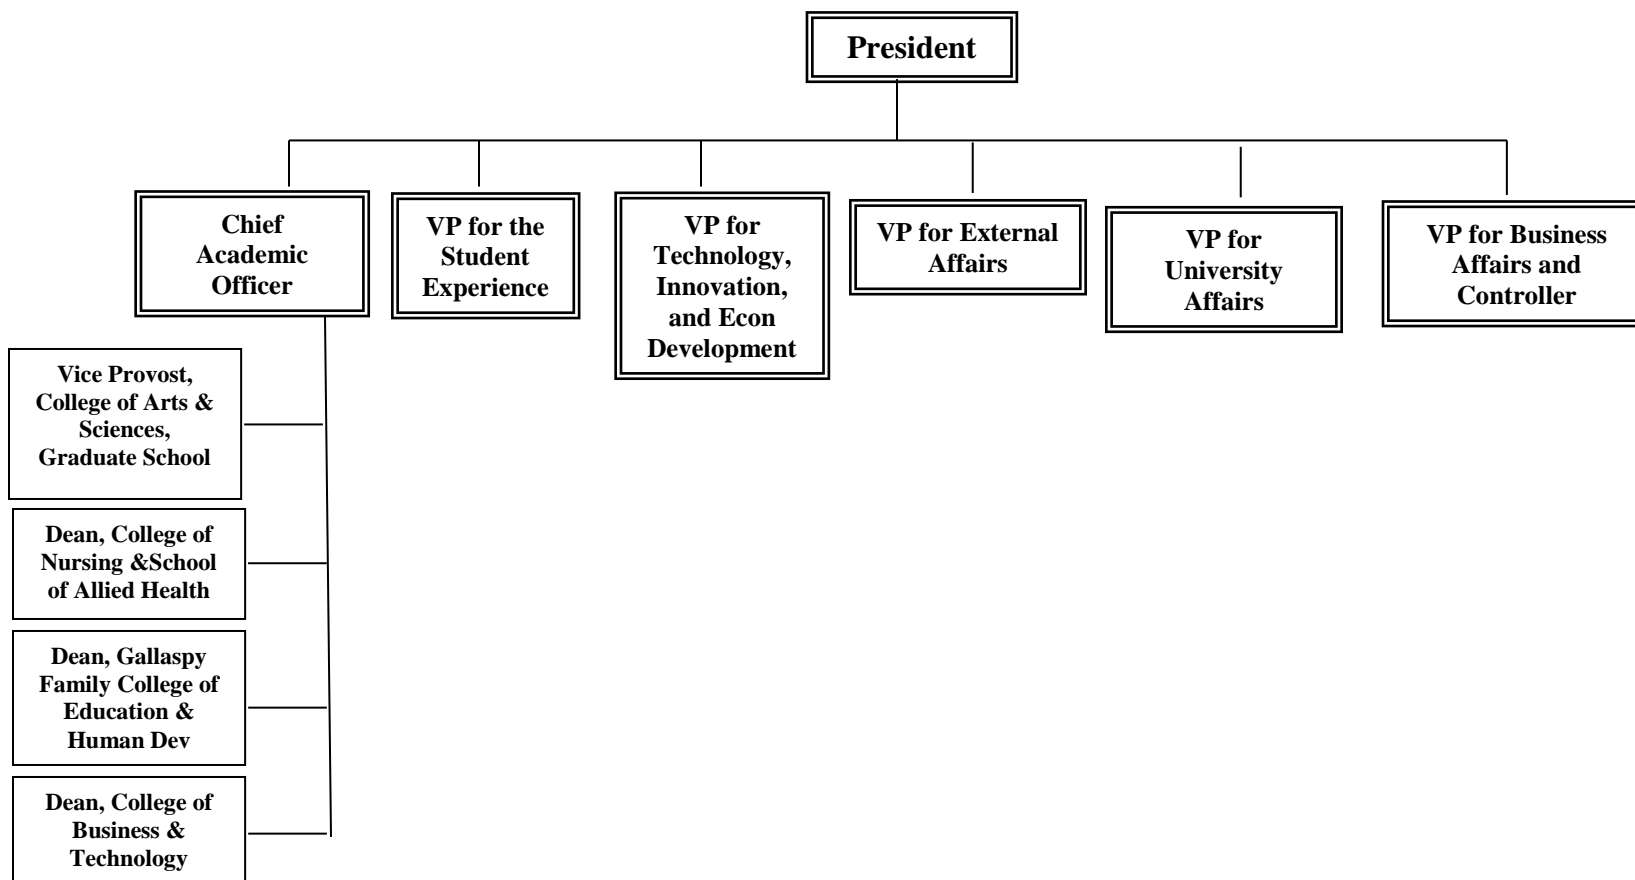 President
Chief
Academic
Officer
VP for the
Student
Experience
VP for
Technology,
Innovation,
and Econ
Development
VP for External
Affairs
VP for
University
Affairs
VP for Business
Affairs and
Controller
Vice Provost,
College of Arts &
Sciences,
Graduate School
Dean, College of
Nursing &School
of Allied Health
Dean, Gallaspy
Family College of
Education &
Human Dev
Dean, College of
Business &
Technology